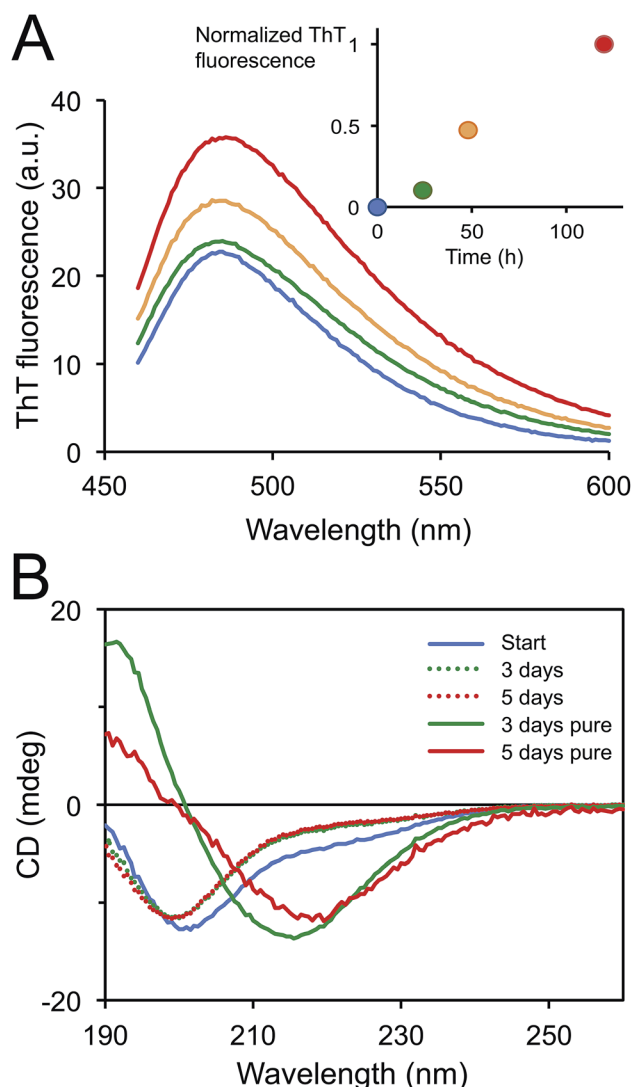 A
Normalized ThT
fluorescence
1
0.5
0
0 50 100
Time (h)
40
30
20
10
0
ThT fluorescence (a.u.)
450 500 550 600
Wavelength (nm)
B
20
0
-20
CD (mdeg)
Start
3 days
5 days
3 days pure
5 days pure
190 210 230 250
Wavelength (nm)